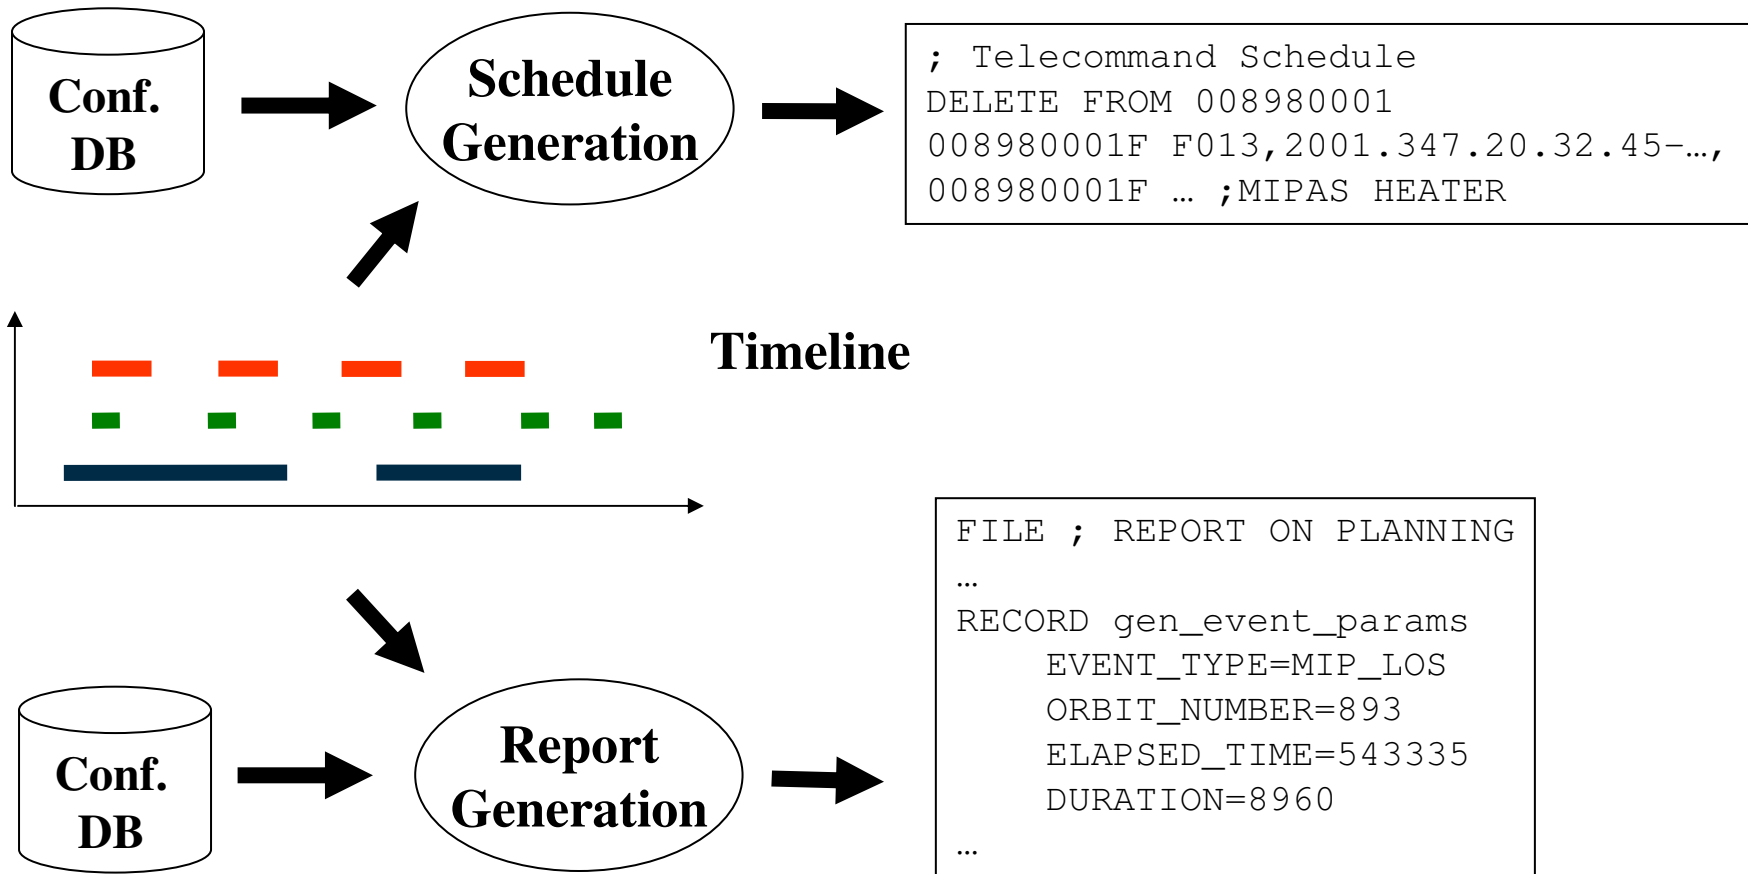 Conf.
DB
Schedule
Generation
; Telecommand Schedule
DELETE FROM 008980001
008980001F F013,2001.347.20.32.45-…,
008980001F … ;MIPAS HEATER
Timeline
Conf.
DB
Report
Generation
FILE ; REPORT ON PLANNING
…
RECORD gen_event_params
EVENT_TYPE=MIP_LOS
ORBIT_NUMBER=893
ELAPSED_TIME=543335
DURATION=8960
…